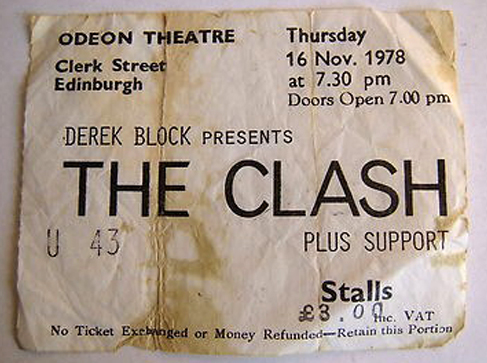 ODEON THEATRE
Clerk Street
Edinburgh
Thursday
16 Nov. 1978
at 7.30 pm
Doors Open 7.00 pm
DEREK BLOCK PRESENTS
THE CLASH
U 43
PLUS SUPPORT
Stalls
£3.00 Inc. VAT
No Ticket Exchanged or Money Refunded—Retain this Portion